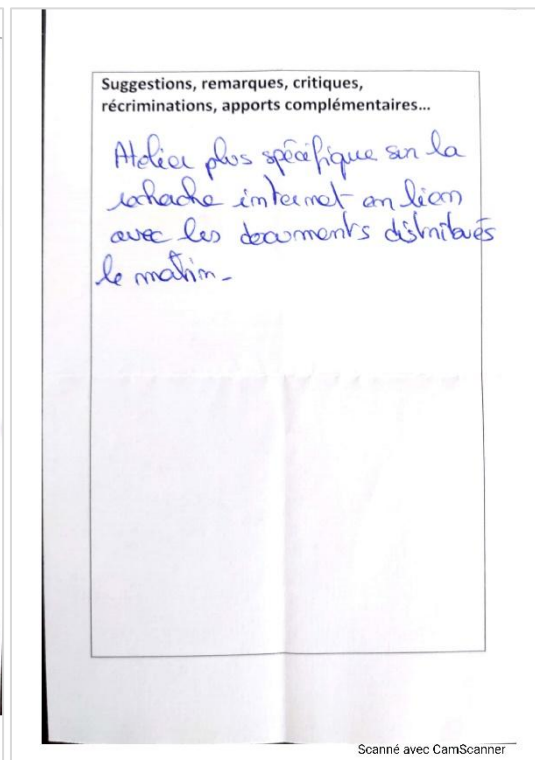 Suggestions, remarques, critiques,
récriminations, apports complémentaires...
Atelier plus spécifique sur la
recherche internet en lien
avec les documents distribués
le matin_
Scanné avec CamScanner